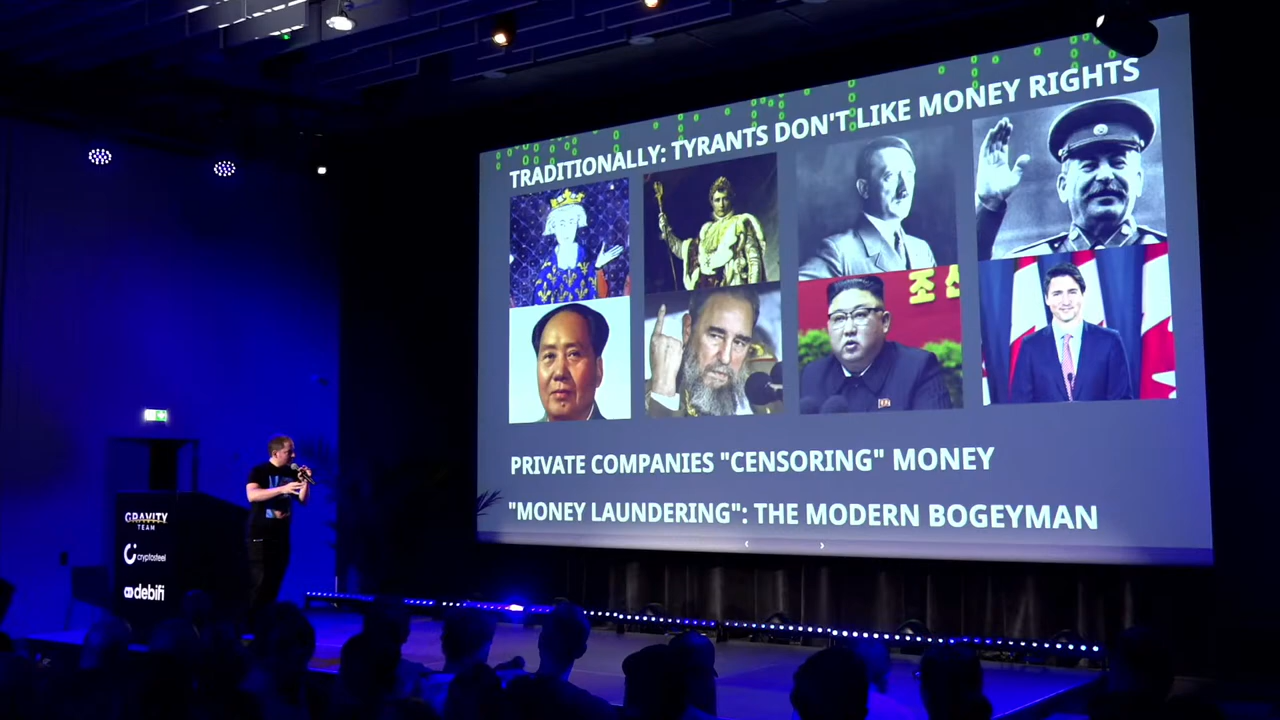 TRADITIONALLY: TYRANTS DON'T LIKE MONEY RIGHTS
조선
PRIVATE COMPANIES "CENSORING" MONEY
"MONEY LAUNDERING": THE MODERN BOGEYMAN
GRAVITY
TEAM
cryptosteel
debifi